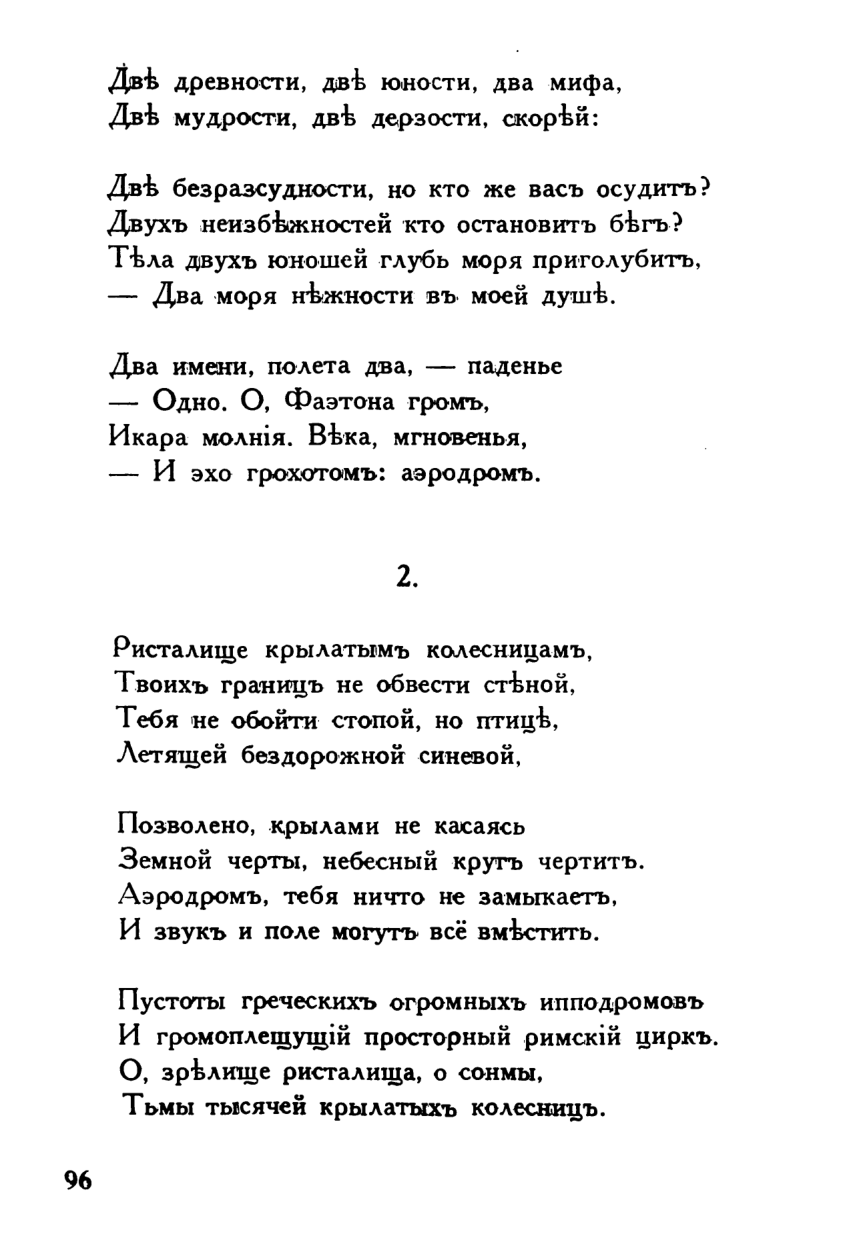 Двѣ древности, двѣ юности, два мифа,
Двѣ мудрости, двѣ дерзости, скорѣй:
Двѣ безразсудности, но кто же васъ осудитъ?
Двухъ неизбѣжностей кто остановитъ бѣгъ?
Тѣла двухъ юношей глубь моря приголубитъ,
— Два моря нѣжности въ моей душѣ.
Два имени, полета два, — паденье
— Одно. О, Фаэтона громъ,
Икара молнія. Вѣка, мгновенья,
— И эхо грохотомъ: аэродромъ.
2.
Ристалище крылатымъ колесницамъ,
Твоихъ границъ не обвести стѣной,
Тебя не обойти стопой, но птицѣ,
Летящей бездорожной синевой,
Позволено, крылами не касаясь
Земной черты, небесный кругъ чертитъ.
Аэродромъ, тебя ничто не замыкаетъ,
И звукъ и поле могутъ всё вмѣстить.
Пустоты греческихъ огромныхъ ипподромовъ
И громоплещущій просторный римскій циркъ.
О, зрѣлище ристалища, о сонмы,
Тьмы тысячей крылатыхъ колесницъ.
96